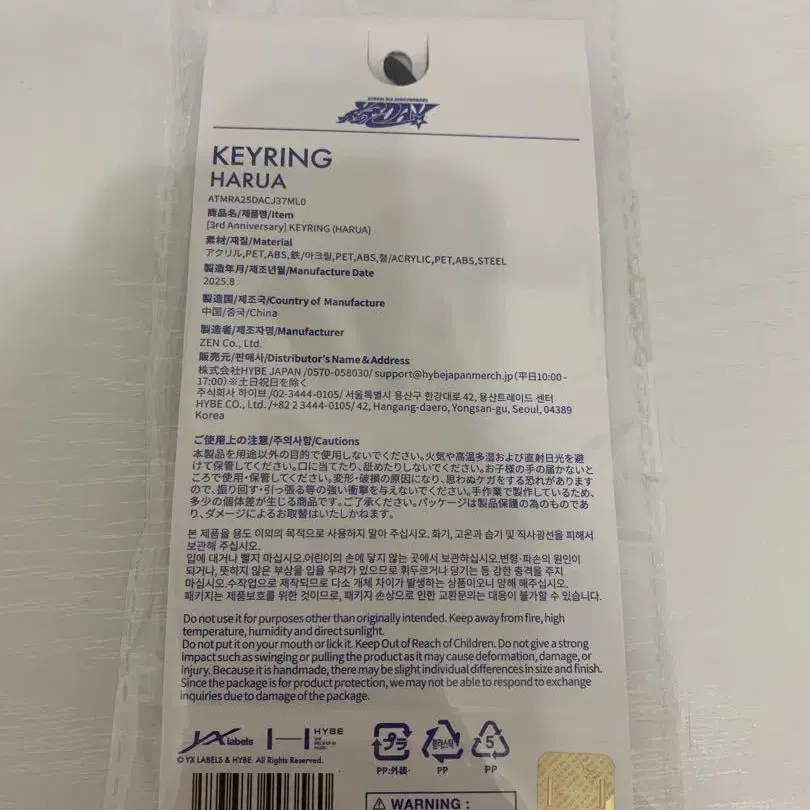 &TEAM 3rd ANNIVERSARY
KEYRING
HARUA
ATMRA25DACJ37ML0
商品名/제품명/Item
[3rd Anniversary] KEYRING (HARUA)
素材/재질/Material
アクリル,PET,ABS,鉄/아크릴,PET,ABS,철/ACRYLIC,PET,ABS,STEEL
製造年月/제조년월/Manufacture Date
2025.8
製造国/제조국/Country of Manufacture
中国/중국/China
製造者/제조자명/Manufacturer
ZEN Co., Ltd.
販売元/판매사/Distributor's Name & Address
株式会社HYBE JAPAN /0570-058030/ support@hybejapanmerch.jp (平日10:00-
17:00)※土日祝日を除く
주식회사 하이브/02-3444-0105/ 서울특별시 용산구 한강대로 42, 용산트레이드 센터
HYBE CO., Ltd. /+82 2 3444-0105/ 42, Hangang-daero, Yongsan-gu, Seoul, 04389
Korea
ご使用上の注意/주의사항/Cautions
本製品を用途以外の目的で使用しないでください。火気や高温多湿および直射日光を避
けて保管してください。口に当てたり、舐めたりしないでください。お子様の手の届かないと
ころで使用・保管してください。変形・破損の原因になり、思わぬケガをする恐れがあります
ので、振り回す・引っ張る等の強い衝撃を与えないでください。手作業で製作しているため、
多少の個体差が生じる商品です。ご了承ください。パッケージは製品保護の為のものであ
り、ダメージによるお取替はいたしかねます。
본 제품을 용도 이외의 목적으로 사용하지 말아 주십시오. 화기, 고온과 습기 및 직사광선을 피해서
보관해 주십시오.
입에 대거나 빨지 마십시오.어린이의 손에 닿지 않는 곳에서 보관하십시오.변형·파손의 원인이
되거나, 뜻하지 않은 부상을 입을 우려가 있으므로, 휘두르거나 당기는 등 강한 충격을 주지
마십시오.수작업으로 제작되므로 다소 개체 차이가 발생하는 상품이오니 양해 해주십시오.
패키지는 제품보호를 위한 것이므로, 패키지 손상으로 인한 교환문의는 대응이 불가할 수 있습니다.
Do not use it for purposes other than originally intended. Keep away from fire, high
temperature, humidity and direct sunlight.
Do not put it on your mouth or lick it. Keep Out of Reach of Children. Do not give a strong
impact such as swinging or pulling the product as it may cause deformation, damage, or
injury. Because it is handmade, there may be slight individual differences in size and finish.
Since the package is for product protection, we may not be able to respond to exchange
inquiries due to damage of the package.
YX labels HYBE プラ 플라스틱 5
© YX LABELS & HYBE. All Rights Reserved. PP:外装· PP PP
WARNING :